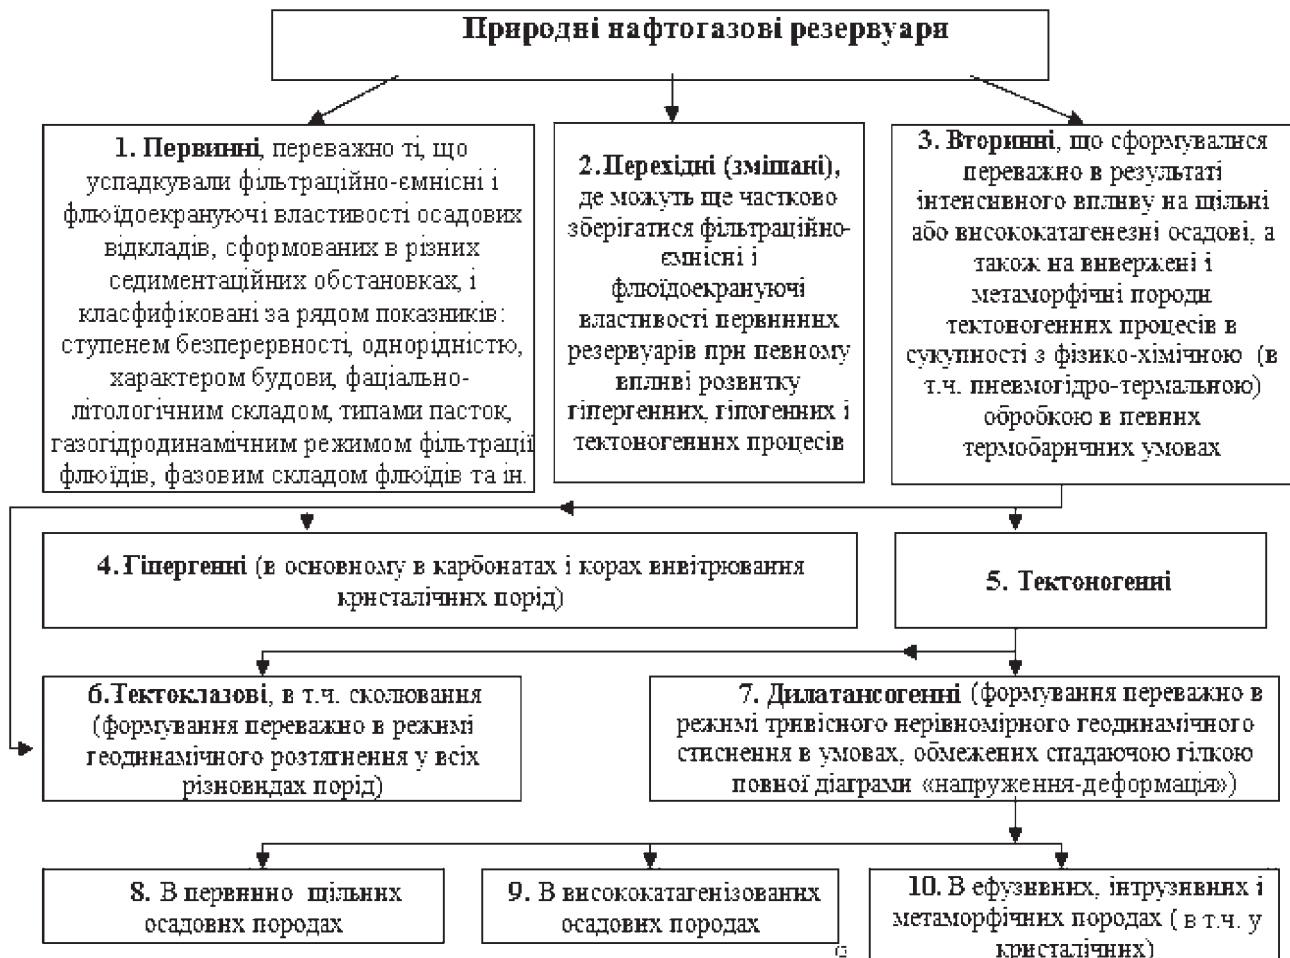 Природні нафтогазові резервуари
1. Первинні, переважно ті, що
успадкували фільтраційно-ємнісні і
флюїдоекрануючі властивості осадових
відкладів, сформованих в різних
седиментаційних обстановках, і
класфифіковані за рядом показників:
ступенем безперервності, однорідністю,
характером будови, фаціально-
літологічним складом, типами пасток,
газогідродинамічним режимом фільтрації
флюїдів, фазовим складом флюїдів та ін.
2. Перехідні (змішані),
де можуть ще частково
зберігатися фільтраційно-
ємнісні і
флюїдоекрануючі
властивості первинних
резервуарів при певному
впливі розвитку
гіпергенних, гіпогенних і
тектоногенних процесів
3. Вторинні, що сформувалися
переважно в результаті
інтенсивного впливу на щільні
або висококатагенезні осадові, а
також на вивержені і
метаморфічні породи
тектоногенних процесів в
сукупності з фізико-хімічною (в
т.ч. пневмогідро-термальною)
обробкою в певних
термобаричних умовах
4. Гіпергенні (в основному в карбонатах і корах вивітрювання
кристалічних порід)
5. Тектоногенні
6.Тектоклазові, в т.ч. сколювання
(формування переважно в режимі
геодинамічного розтягнення у всіх
різновидах порід)
7. Дилатансогенні (формування переважно в
режимі тривісного нерівномірного геодинамічного
стиснення в умовах, обмежених спадаючою гілкою
повної діаграми «напруження-деформація»)
8. В первинно щільних
осадових породах
9. В висококатагенізованих
осадових породах
10. В ефузивних, інтрузивних і
метаморфічних породах ( в т.ч. у
кристалічних)